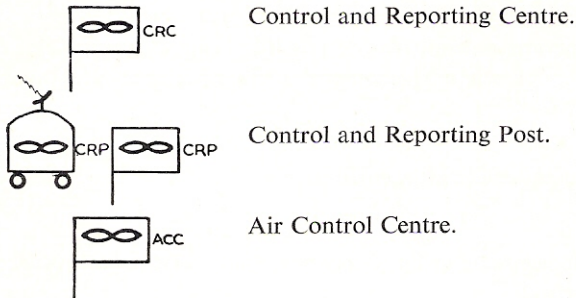 CRC Control and Reporting Centre.
CRP CRP Control and Reporting Post.
ACC Air Control Centre.